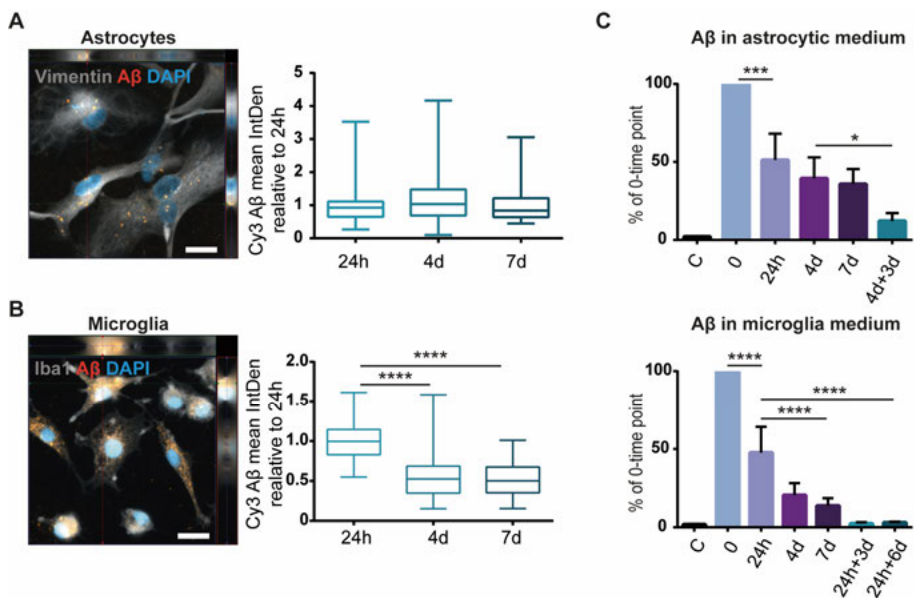 A
Astrocytes
Vimentin Aβ DAPI
Cy3 Aβ mean IntDen
realative to 24h
5
4
3
2
1
0
24h
4d
7d
B
Microglia
Iba1 Aβ DAPI
Cy3 Aβ mean IntDen
realative to 24h
2.0
1.5
1.0
0.5
0.0
****
****
24h
4d
7d
C
Aβ in astrocytic medium
% of 0-time point
100
50
0
***
*
C
0
24h
4d
7d
4d+3d
Aβ in microglia medium
% of 0-time point
100
50
0
****
****
****
C
0
24h
4d
7d
24h+3d
24h+6d